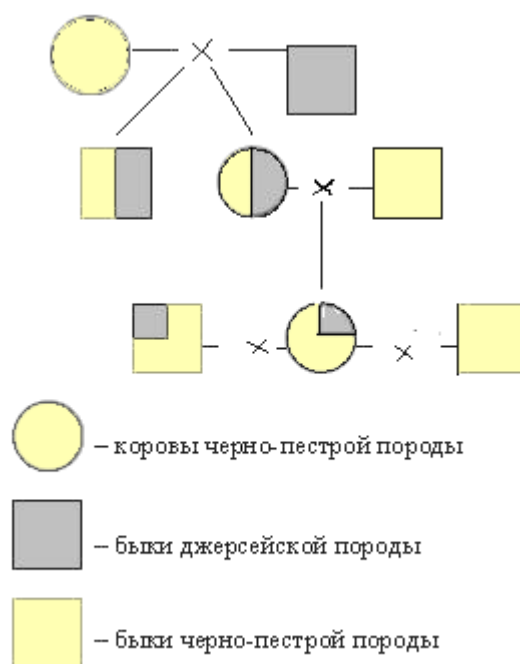 – коровы черно-пестрой породы
– быки джерсейской породы
– быки черно-пестрой породы